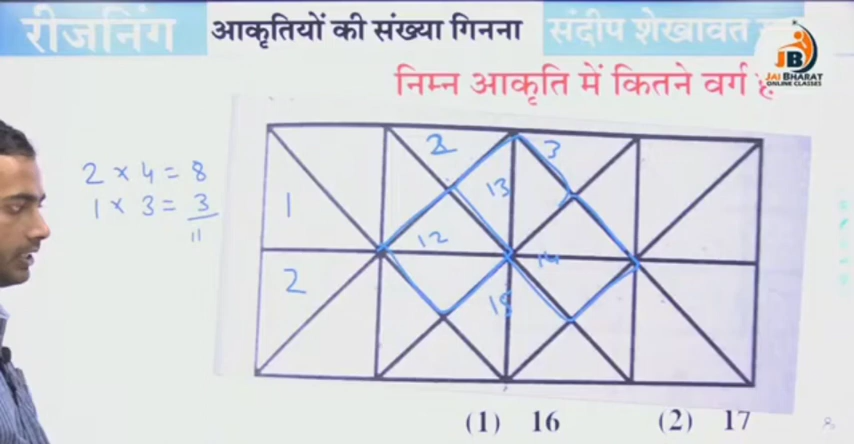 रीजनिंग
आकृतियों की संख्या गिनना
संदीप शेखावत
JB
JAI BHARAT
ONLINE CLASSES
निम्न आकृति में कितने वर्ग
2 × 4 = 8
1 × 3 = 3
11
1
2
3
13
12
14
2
15
(1) 16
(2) 17